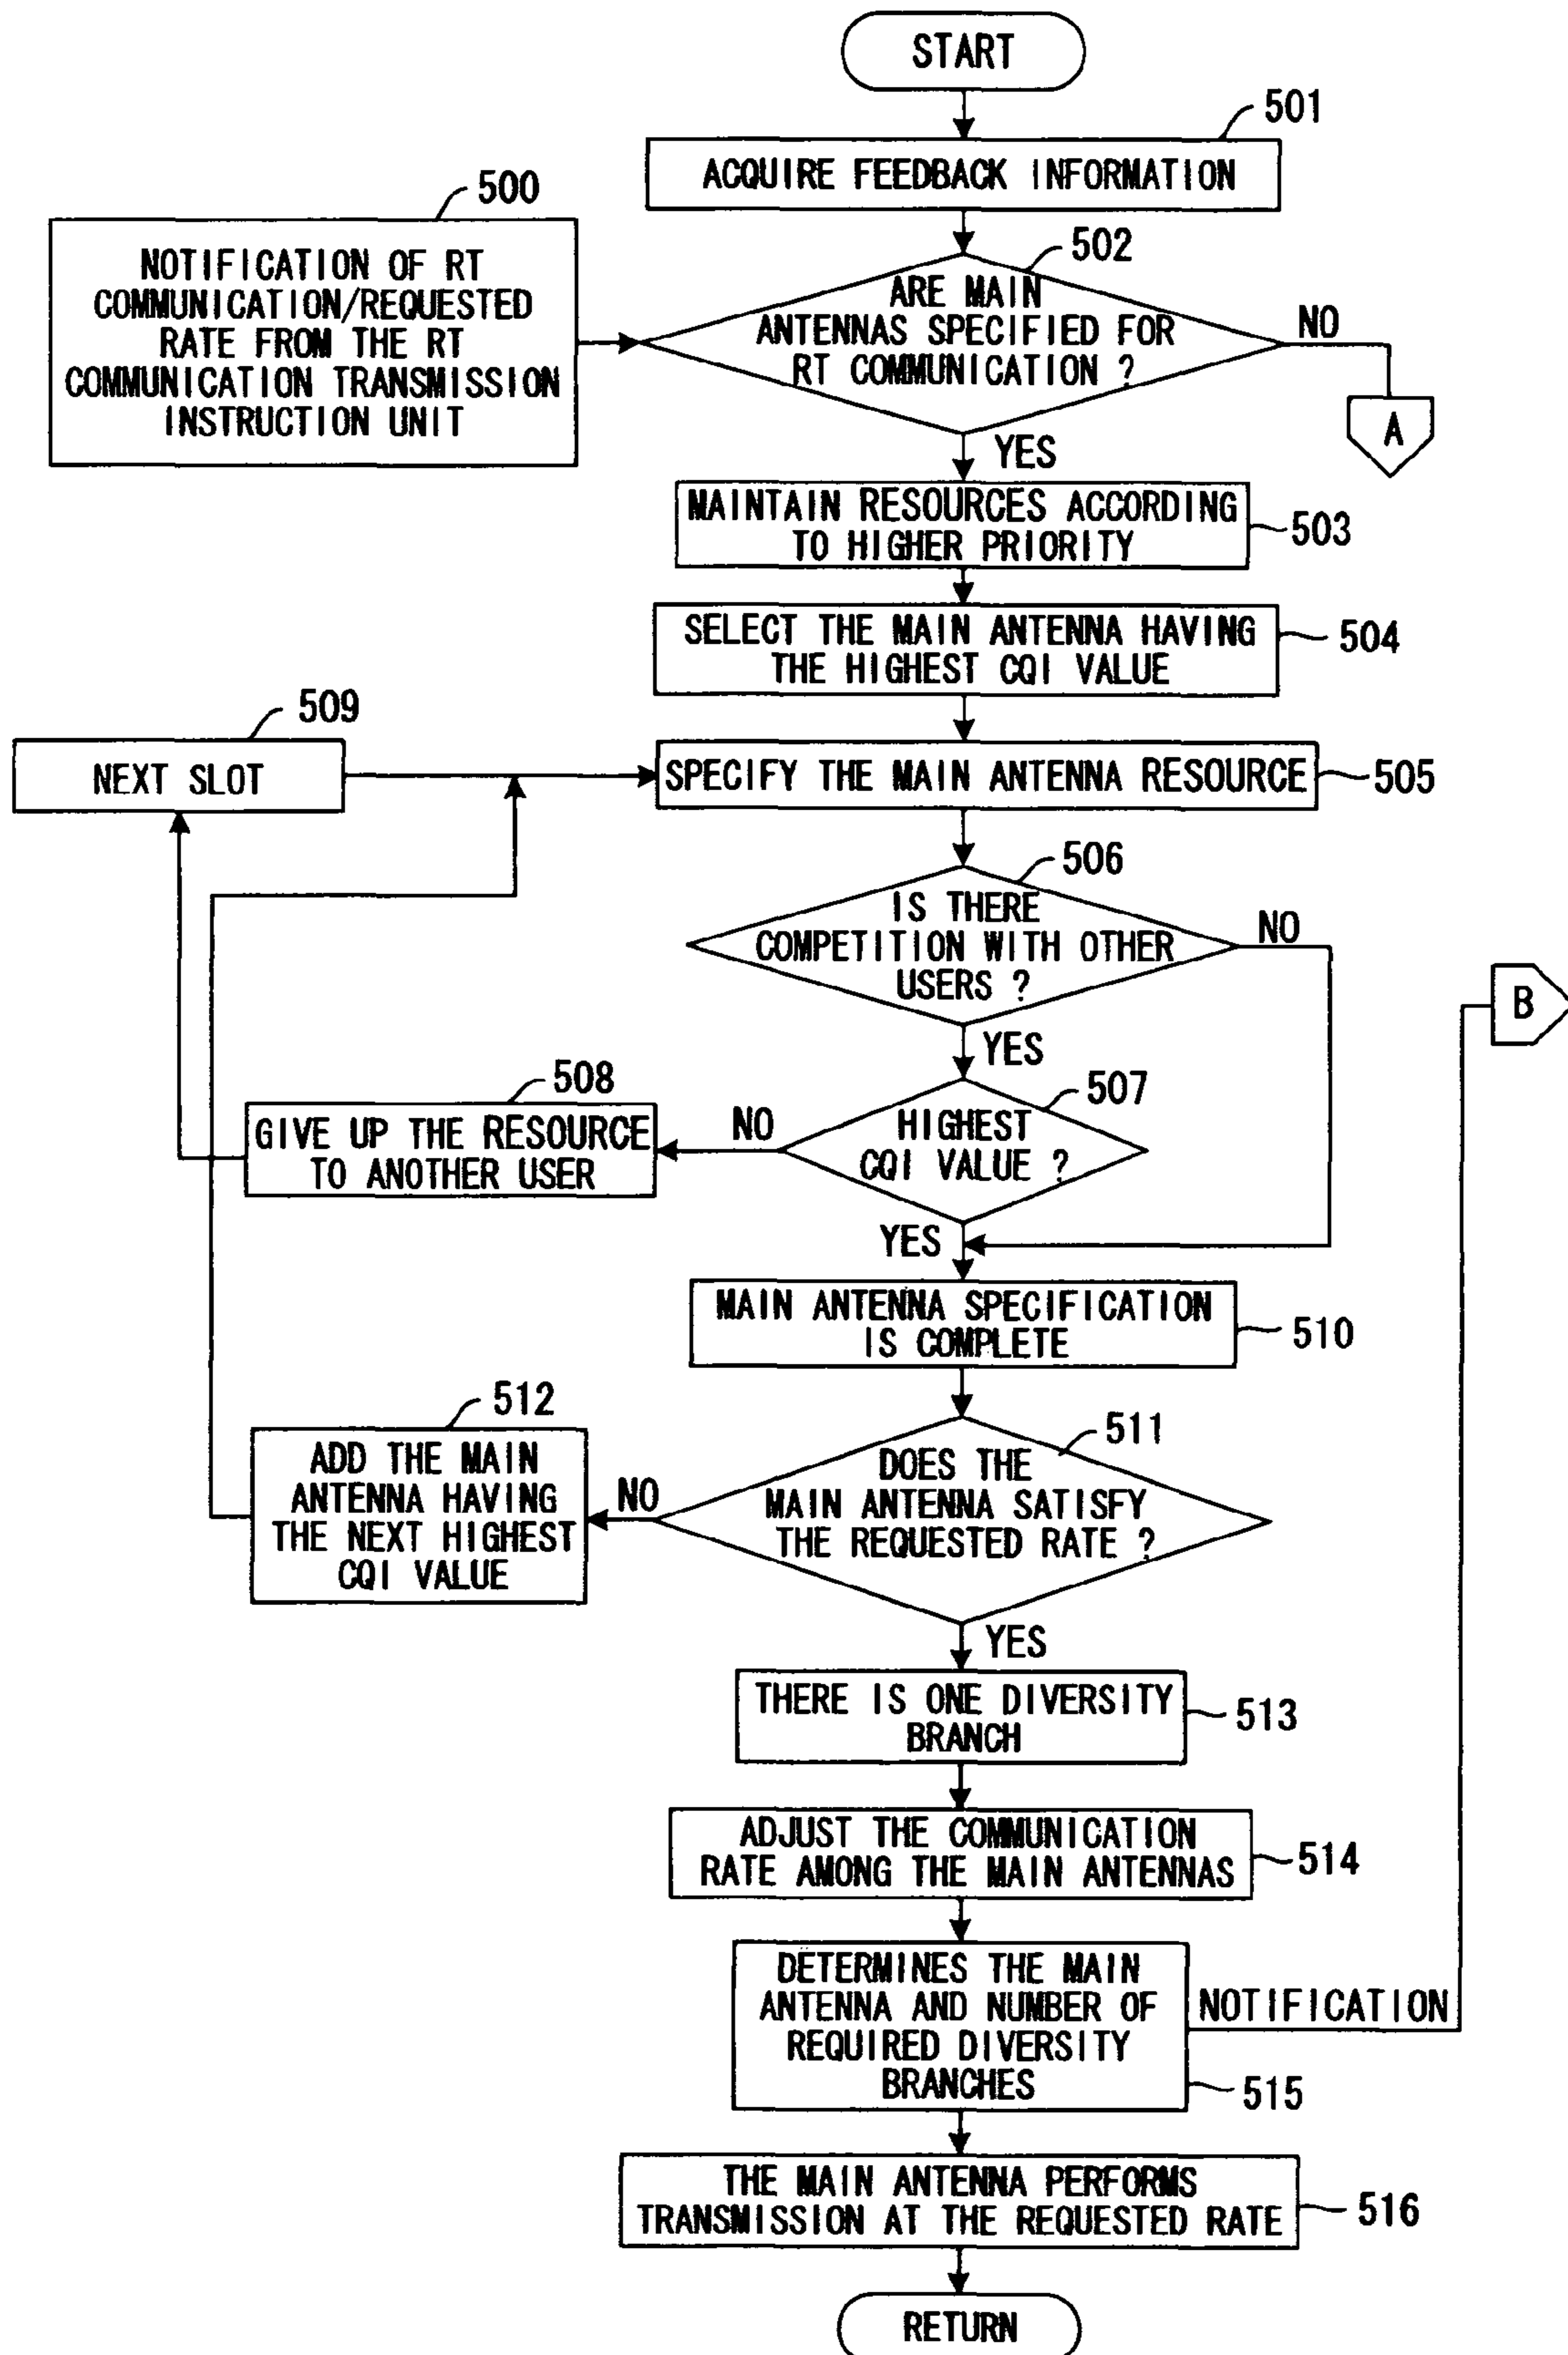 START
501
ACQUIRE FEEDBACK INFORMATION
500
NOTIFICATION OF RT
COMMUNICATION/REQUESTED
RATE FROM THE RT
COMMUNICATION TRANSMISSION
INSTRUCTION UNIT
502
ARE MAIN
ANTENNAS SPECIFIED FOR
RT COMMUNICATION ?
NO
A
YES
MAINTAIN RESOURCES ACCORDING
TO HIGHER PRIORITY
503
SELECT THE MAIN ANTENNA HAVING
THE HIGHEST CQI VALUE
504
509
NEXT SLOT
SPECIFY THE MAIN ANTENNA RESOURCE
505
506
IS THERE
COMPETITION WITH OTHER
USERS ?
NO
B
YES
507
HIGHEST
CQI VALUE ?
NO
508
GIVE UP THE RESOURCE
TO ANOTHER USER
YES
MAIN ANTENNA SPECIFICATION
IS COMPLETE
510
511
DOES THE
MAIN ANTENNA SATISFY
THE REQUESTED RATE ?
NO
512
ADD THE MAIN
ANTENNA HAVING
THE NEXT HIGHEST
CQI VALUE
YES
THERE IS ONE DIVERSITY
BRANCH
513
ADJUST THE COMMUNICATION
RATE AMONG THE MAIN ANTENNAS
514
DETERMINES THE MAIN
ANTENNA AND NUMBER OF
REQUIRED DIVERSITY
BRANCHES
NOTIFICATION
515
THE MAIN ANTENNA PERFORMS
TRANSMISSION AT THE REQUESTED RATE
516
RETURN